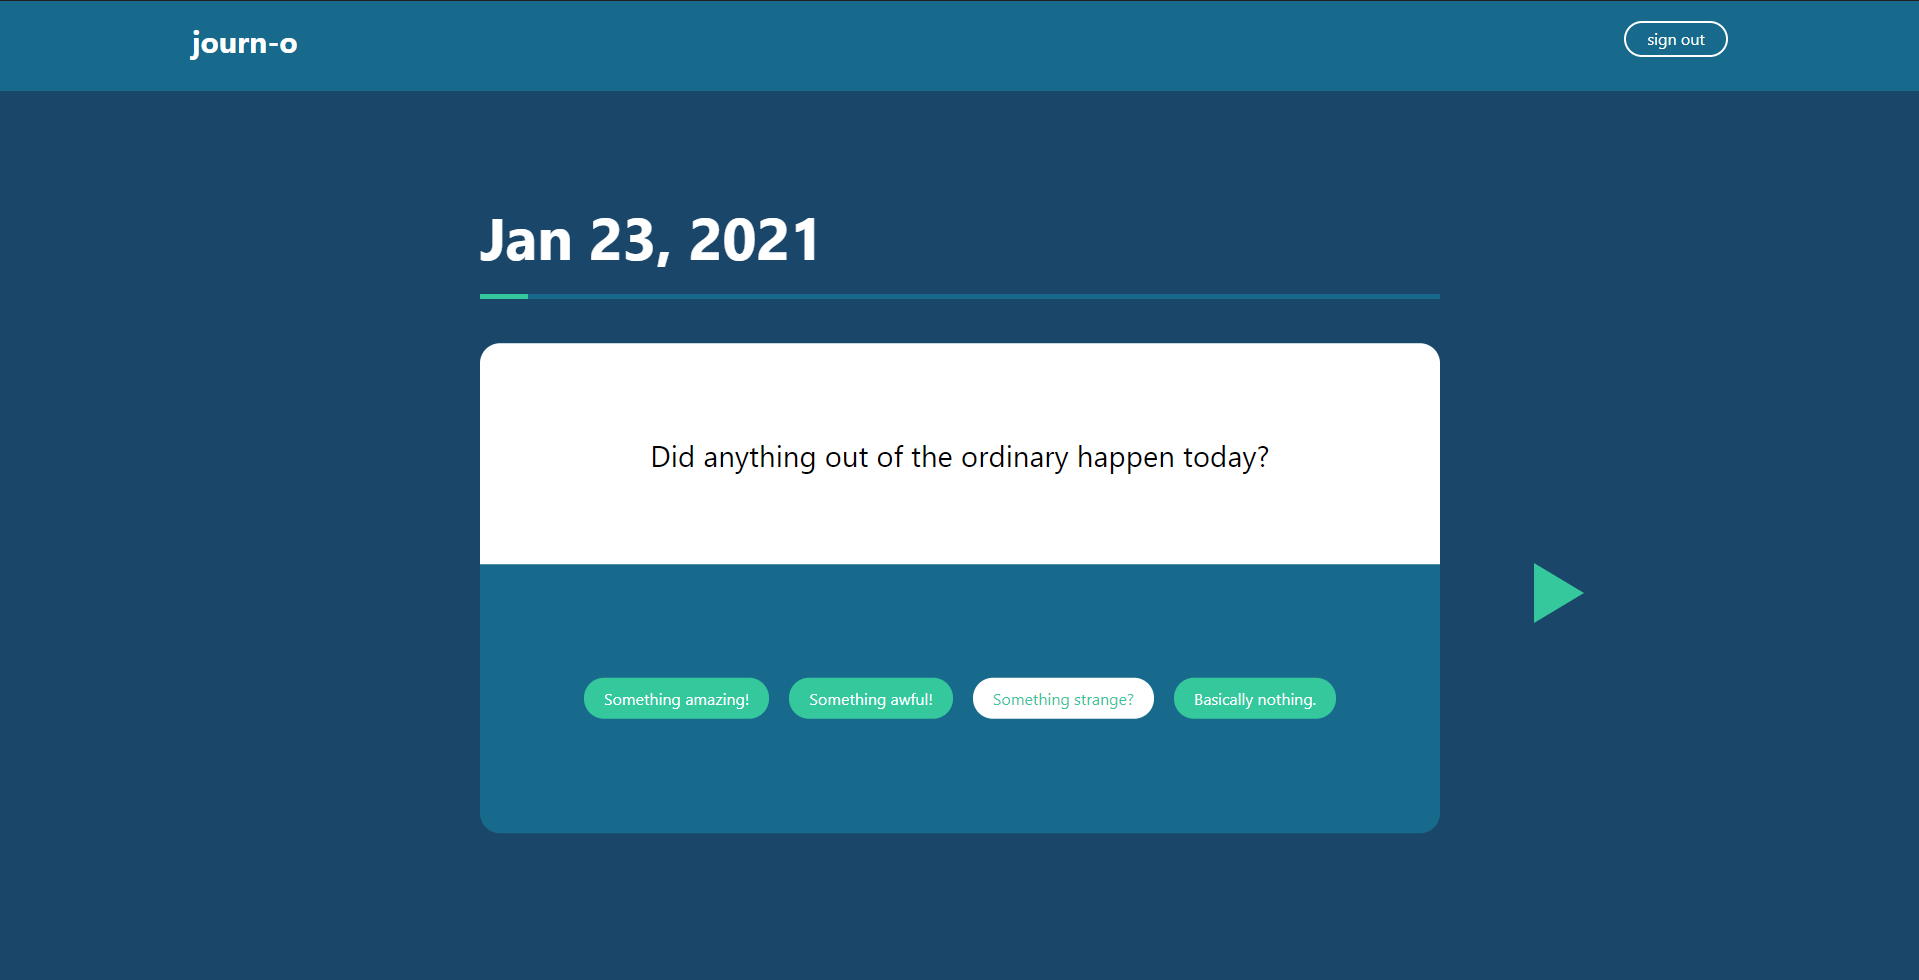 journ-o
sign out
Jan 23, 2021
Did anything out of the ordinary happen today?
Something amazing!
Something awful!
Something strange?
Basically nothing.